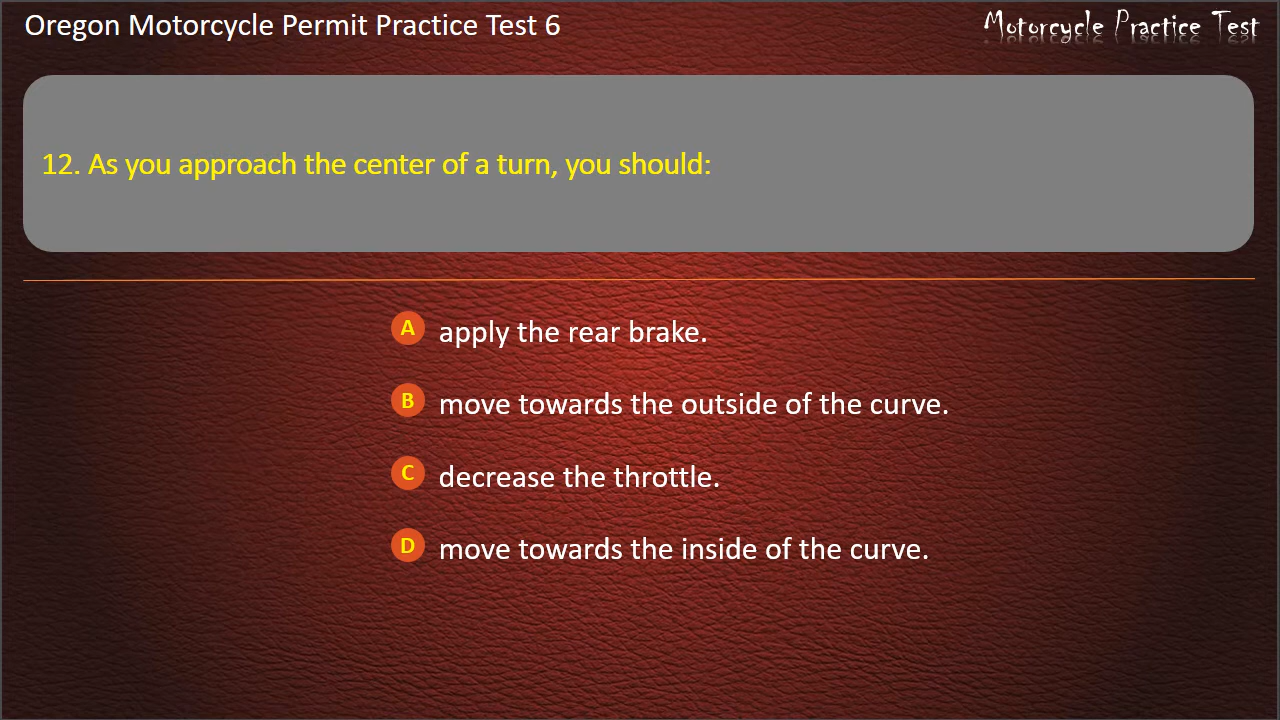 Oregon Motorcycle Permit Practice Test 6
Motorcycle Practice Test
12. As you approach the center of a turn, you should:
A apply the rear brake.
B move towards the outside of the curve.
C decrease the throttle.
D move towards the inside of the curve.